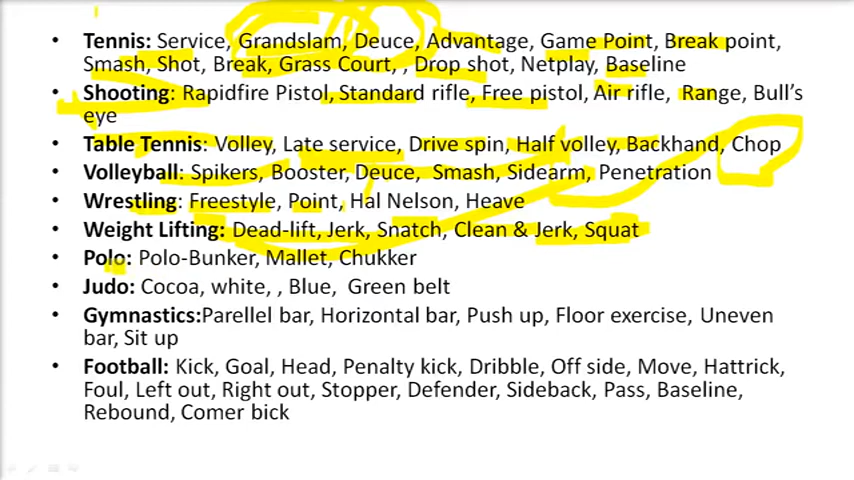 • Tennis: Service, Grandslam, Deuce, Advantage, Game Point, Break point,
Smash, Shot, Break, Grass Court, , Drop shot, Netplay, Baseline
• Shooting: Rapidfire Pistol, Standard rifle, Free pistol, Air rifle, Range, Bull's
eye
• Table Tennis: Volley, Late service, Drive spin, Half volley, Backhand, Chop
• Volleyball: Spikers, Booster, Deuce, Smash, Sidearm, Penetration
• Wrestling: Freestyle, Point, Hal Nelson, Heave
• Weight Lifting: Dead-lift, Jerk, Snatch, Clean & Jerk, Squat
• Polo: Polo-Bunker, Mallet, Chukker
• Judo: Cocoa, white, , Blue, Green belt
• Gymnastics:Parellel bar, Horizontal bar, Push up, Floor exercise, Uneven
bar, Sit up
• Football: Kick, Goal, Head, Penalty kick, Dribble, Off side, Move, Hattrick,
Foul, Left out, Right out, Stopper, Defender, Sideback, Pass, Baseline,
Rebound, Comer bick